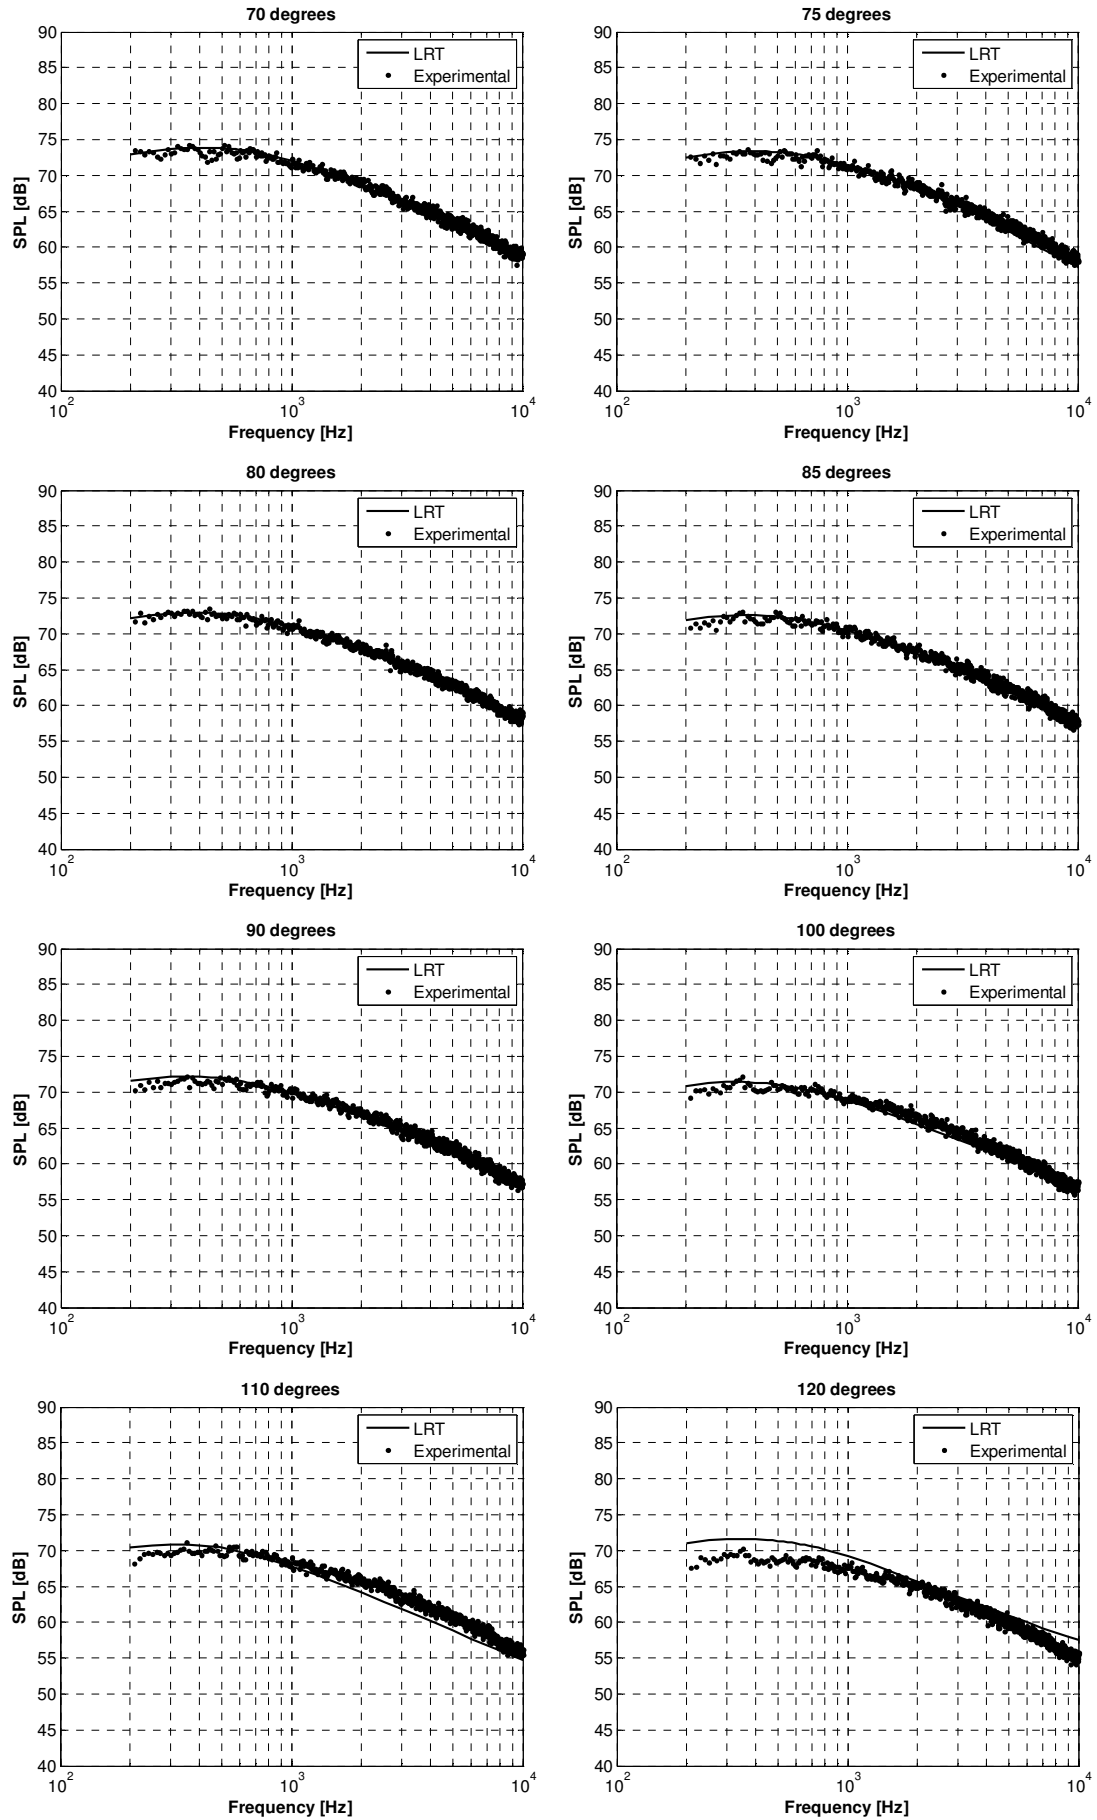 70 degrees
90
85
80
75
70
65
60
55
50
45
40
SPL [dB]
LRT
Experimental
10^2
10^3
10^4
Frequency [Hz]
75 degrees
90
85
80
75
70
65
60
55
50
45
40
SPL [dB]
LRT
Experimental
10^2
10^3
10^4
Frequency [Hz]
80 degrees
90
85
80
75
70
65
60
55
50
45
40
SPL [dB]
LRT
Experimental
10^2
10^3
10^4
Frequency [Hz]
85 degrees
90
85
80
75
70
65
60
55
50
45
40
SPL [dB]
LRT
Experimental
10^2
10^3
10^4
Frequency [Hz]
90 degrees
90
85
80
75
70
65
60
55
50
45
40
SPL [dB]
LRT
Experimental
10^2
10^3
10^4
Frequency [Hz]
100 degrees
90
85
80
75
70
65
60
55
50
45
40
SPL [dB]
LRT
Experimental
10^2
10^3
10^4
Frequency [Hz]
110 degrees
90
85
80
75
70
65
60
55
50
45
40
SPL [dB]
LRT
Experimental
10^2
10^3
10^4
Frequency [Hz]
120 degrees
90
85
80
75
70
65
60
55
50
45
40
SPL [dB]
LRT
Experimental
10^2
10^3
10^4
Frequency [Hz]